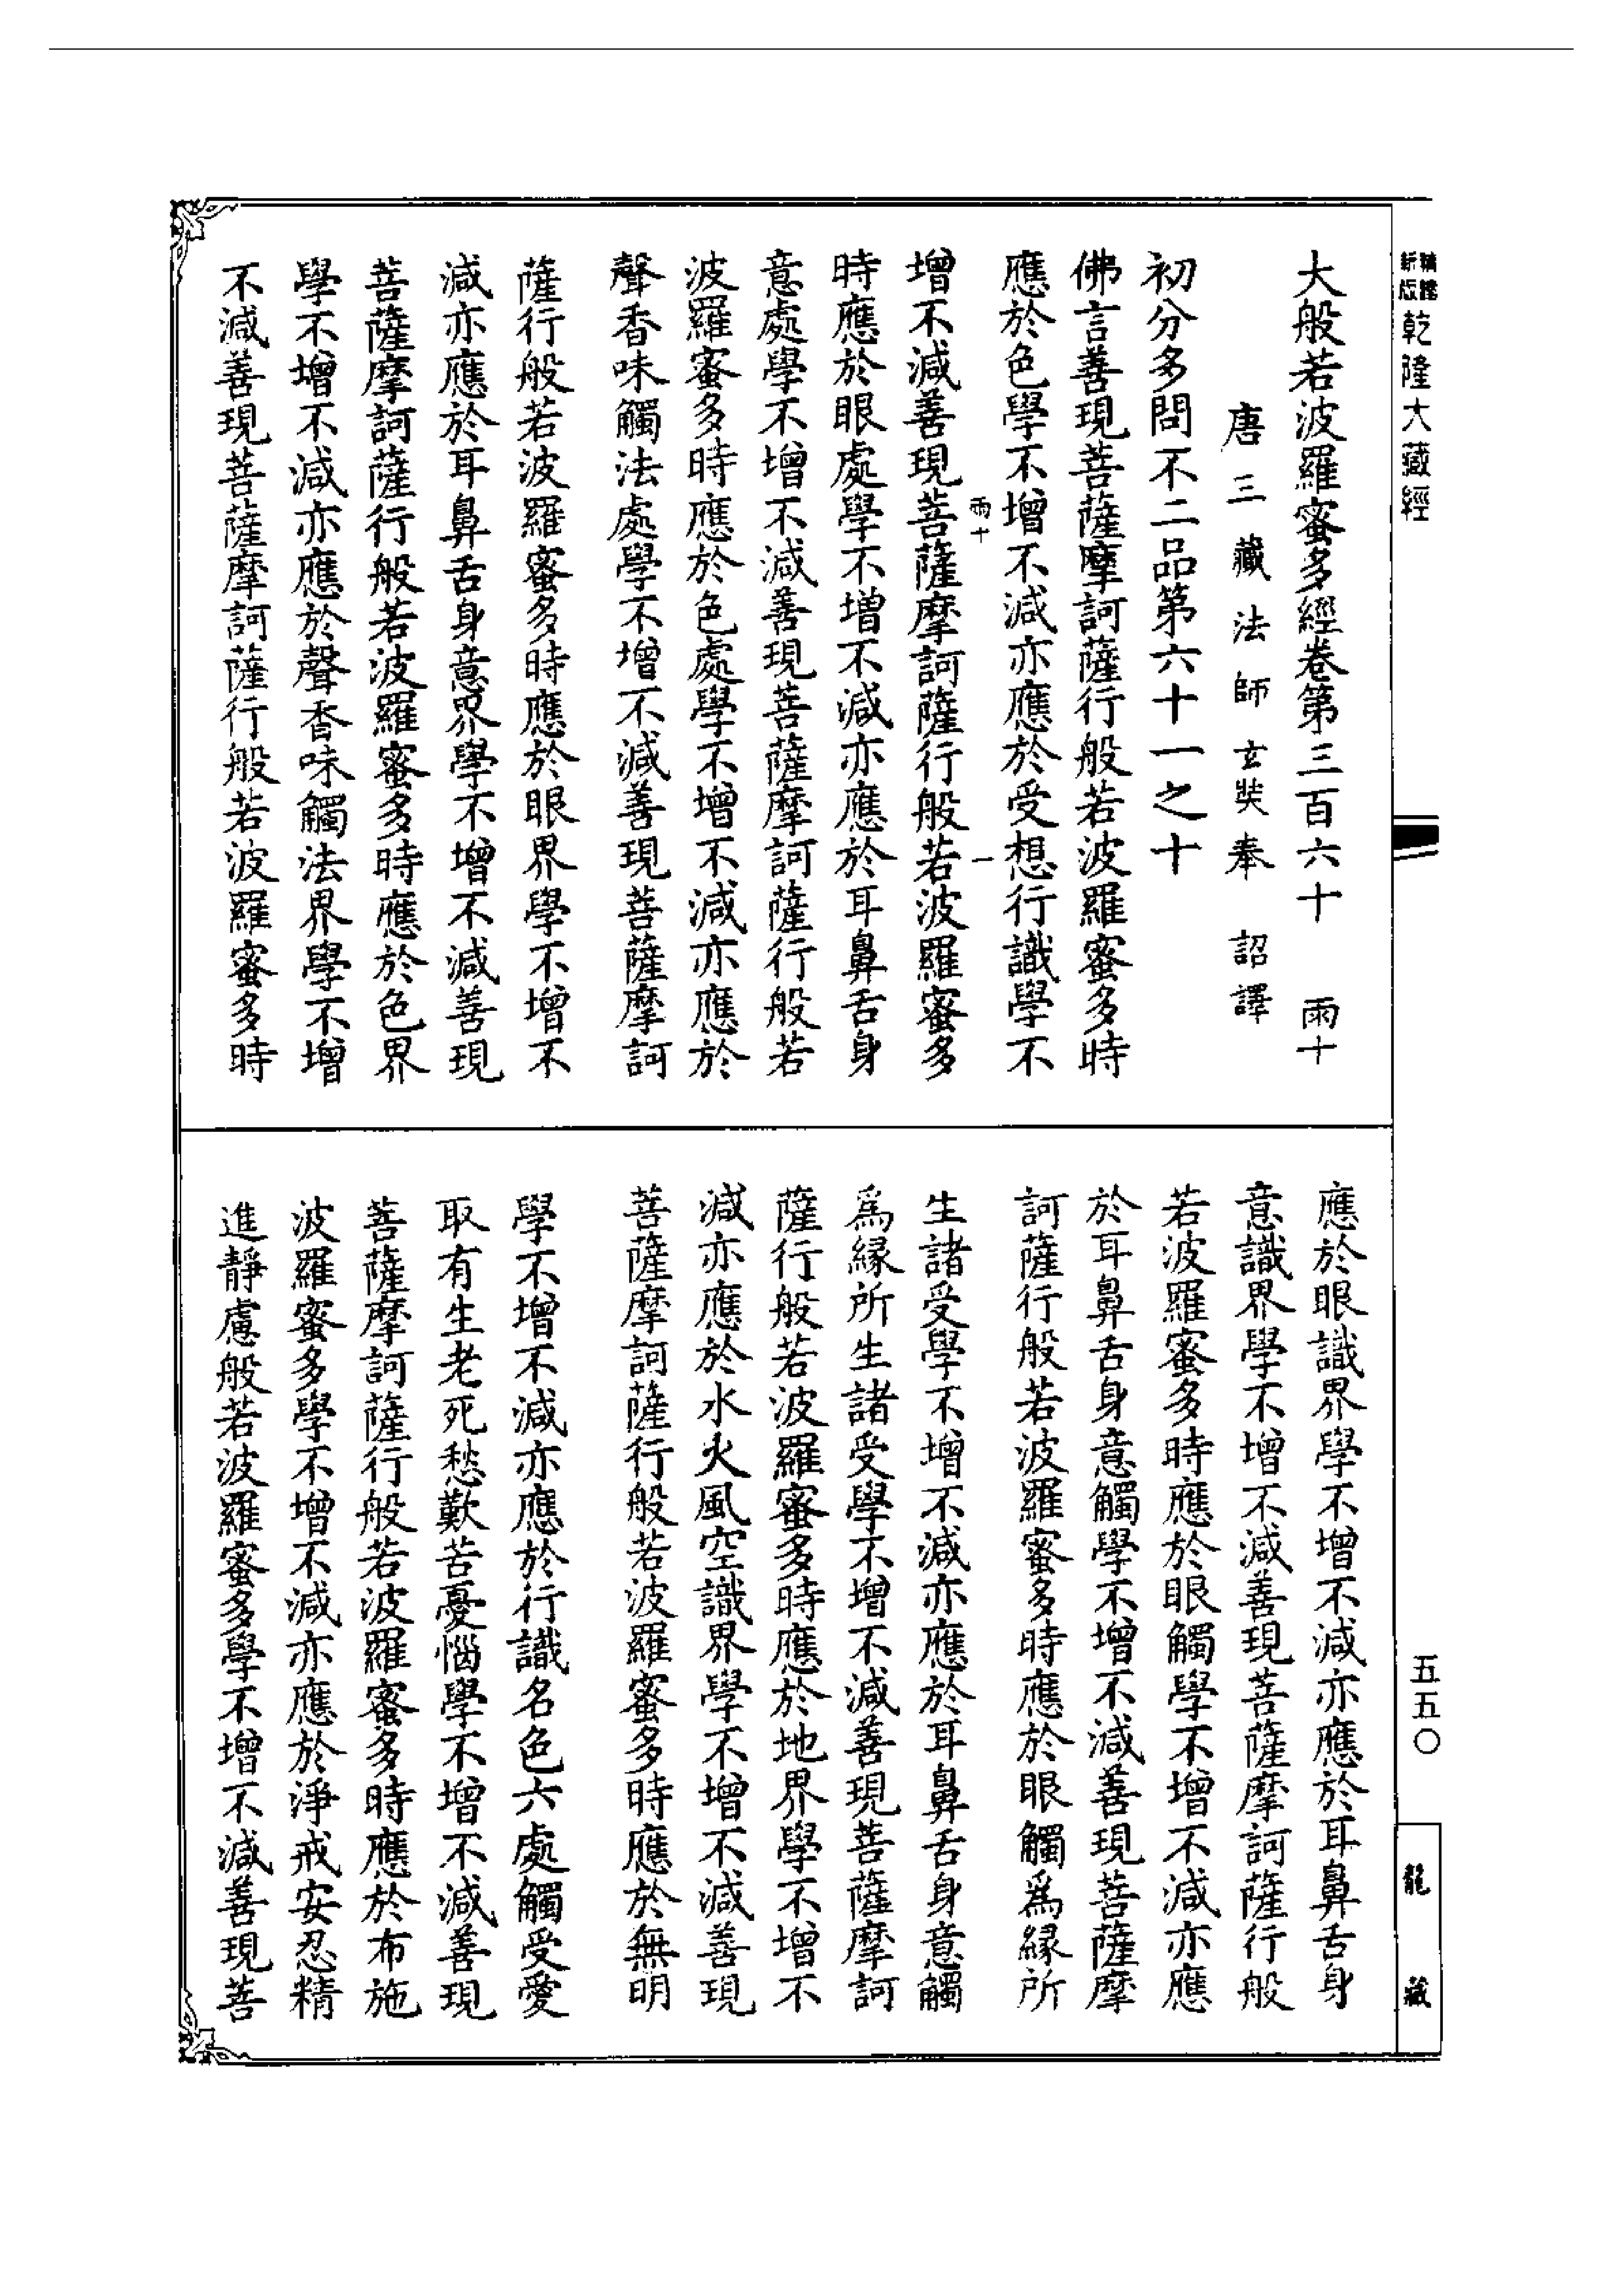 大般若波羅蜜多經卷第三百六十 雨十
唐三藏法師玄奘奉 詔譯
初分多問不二品第六十一之十
佛言善現菩薩摩訶薩行般若波羅蜜多時
應於色學不增不減亦應於受想行識學不
雨十 一
增不減善現菩薩摩訶薩行般若波羅蜜多
時應於眼處學不增不減亦應於耳鼻舌身
意處學不增不減善現菩薩摩訶薩行般若
波羅蜜多時應於色處學不增不減亦應於
聲香味觸法處學不增不減善現菩薩摩訶
薩行般若波羅蜜多時應於眼界學不增不
減亦應於耳鼻舌身意界學不增不減善現
菩薩摩訶薩行般若波羅蜜多時應於色界
學不增不減亦應於聲香味觸法界學不增
不減善現菩薩摩訶薩行般若波羅蜜多時
應於眼識界學不增不減亦應於耳鼻舌身
意識界學不增不減善現菩薩摩訶薩行般
若波羅蜜多時應於眼觸學不增不減亦應
於耳鼻舌身意觸學不增不減善現菩薩摩
訶薩行般若波羅蜜多時應於眼觸爲緣所
生諸受學不增不減亦應於耳鼻舌身意觸
爲緣所生諸受學不增不減善現菩薩摩訶
薩行般若波羅蜜多時應於地界學不增不
減亦應於水火風空識界學不增不減善現
菩薩摩訶薩行般若波羅蜜多時應於無明
學不增不減亦應於行識名色六處觸受愛
取有生老死愁歎苦憂惱學不增不減善現
菩薩摩訶薩行般若波羅蜜多時應於布施
波羅蜜多學不增不減亦應於淨戒安忍精
進靜慮般若波羅蜜多學不增不減善現菩
新版 乾隆大藏經
五五〇
龍藏